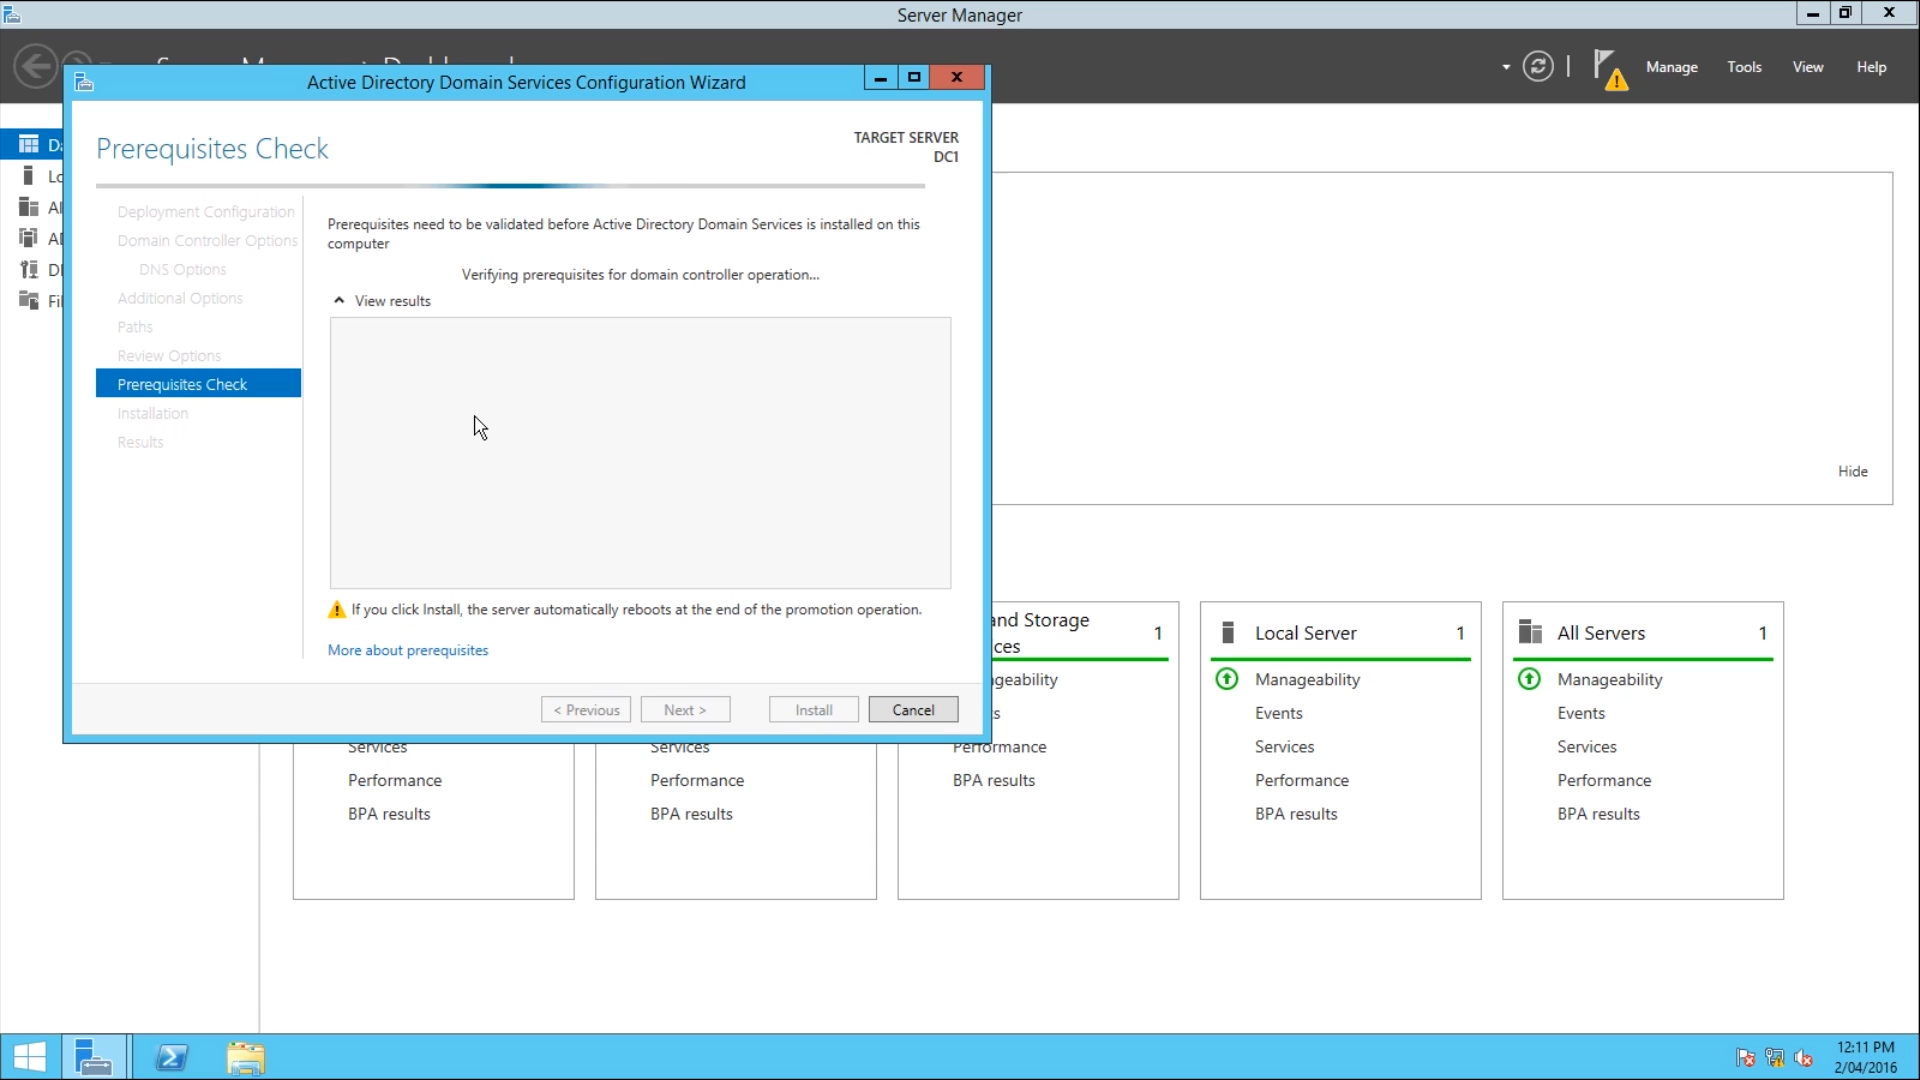 Server Manager
Manage
Tools
View
Help
Active Directory Domain Services Configuration Wizard
Prerequisites Check
TARGET SERVER
DC1
Deployment Configuration
Domain Controller Options
DNS Options
Additional Options
Paths
Review Options
Prerequisites Check
Installation
Results
Prerequisites need to be validated before Active Directory Domain Services is installed on this
computer
Verifying prerequisites for domain controller operation...
View results
If you click Install, the server automatically reboots at the end of the promotion operation.
More about prerequisites
< Previous
Next >
Install
Cancel
Hide
Services
Performance
BPA results
Services
Performance
BPA results
and Storage
1
Performance
BPA results
Local Server
1
Manageability
Events
Services
Performance
BPA results
All Servers
1
Manageability
Events
Services
Performance
BPA results
12:11 PM
2/04/2016